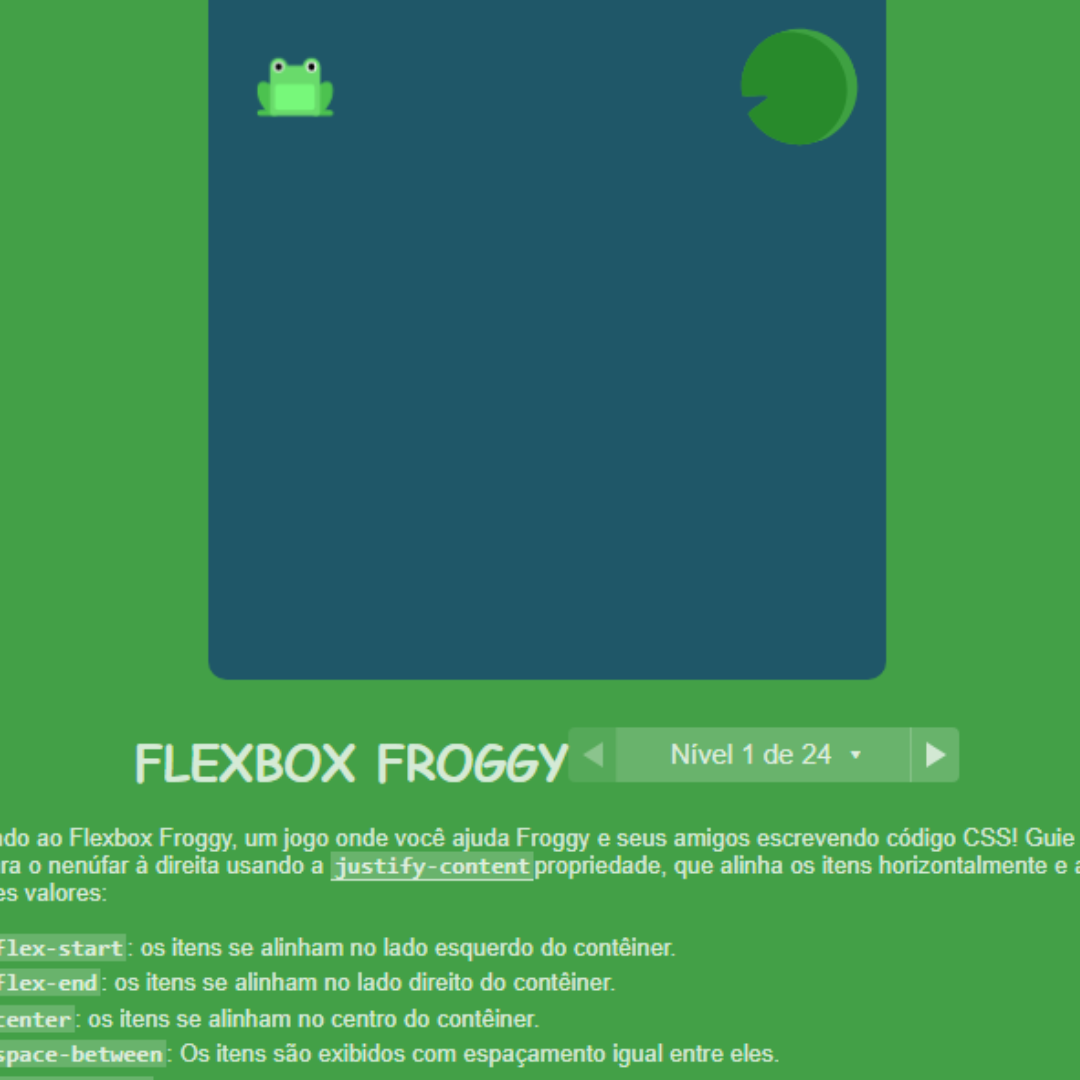 FLEXBOX FROGGY
Nível 1 de 24
ao Flexbox Froggy, um jogo onde você ajuda Froggy e seus amigos escrevendo código CSS! Guie
o nenúfar à direita usando a justify-content propriedade, que alinha os itens horizontalmente e
valores:
flex-start: os itens se alinham no lado esquerdo do contêiner.
flex-end: os itens se alinham no lado direito do contêiner.
center: os itens se alinham no centro do contêiner.
space-between: Os itens são exibidos com espaçamento igual entre eles.